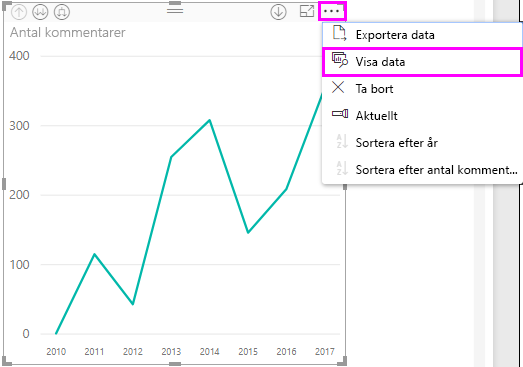 Antal kommentarer
400
300
200
100
0
2010 2011 2012 2013 2014 2015 2016 2017
Exportera data
Visa data
Ta bort
Aktuellt
Sortera efter år
Sortera efter antal komment...